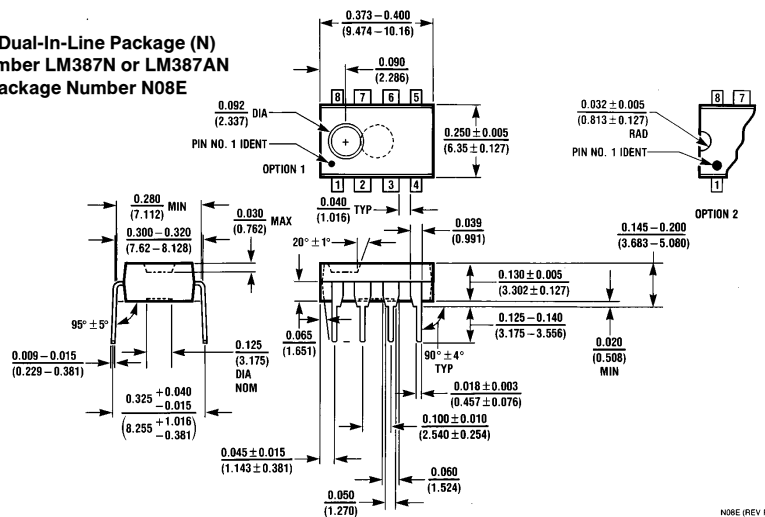 Dual-In-Line Package (N)
mber LM387N or LM387AN
ackage Number N08E
0.373 – 0.400
(9.474 – 10.16)
0.090
(2.286)
8 7 6 5
0.092 DIA
(2.337)
PIN NO. 1 IDENT
OPTION 1
0.250 ± 0.005
(6.35 ± 0.127)
1 2 3 4
0.032 ± 0.005
(0.813 ± 0.127)
RAD
PIN NO. 1 IDENT
8 7
1
OPTION 2
0.280 MIN
(7.112)
0.300 – 0.320
(7.62 – 8.128)
0.030 MAX
(0.762)
0.040 TYP
(1.016)
0.039
(0.991)
20° ± 1°
0.145 – 0.200
(3.683 – 5.080)
0.130 ± 0.005
(3.302 ± 0.127)
0.125 – 0.140
(3.175 – 3.556)
0.020
(0.508)
MIN
95° ± 5°
0.009 – 0.015
(0.229 – 0.381)
0.125
(3.175)
DIA
NOM
0.065
(1.651)
90° ± 4°
TYP
0.018 ± 0.003
(0.457 ± 0.076)
0.325 +0.040
–0.015
(8.255 +1.016
–0.381)
0.100 ± 0.010
(2.540 ± 0.254)
0.045 ± 0.015
(1.143 ± 0.381)
0.060
(1.524)
0.050
(1.270)
N08E (REV